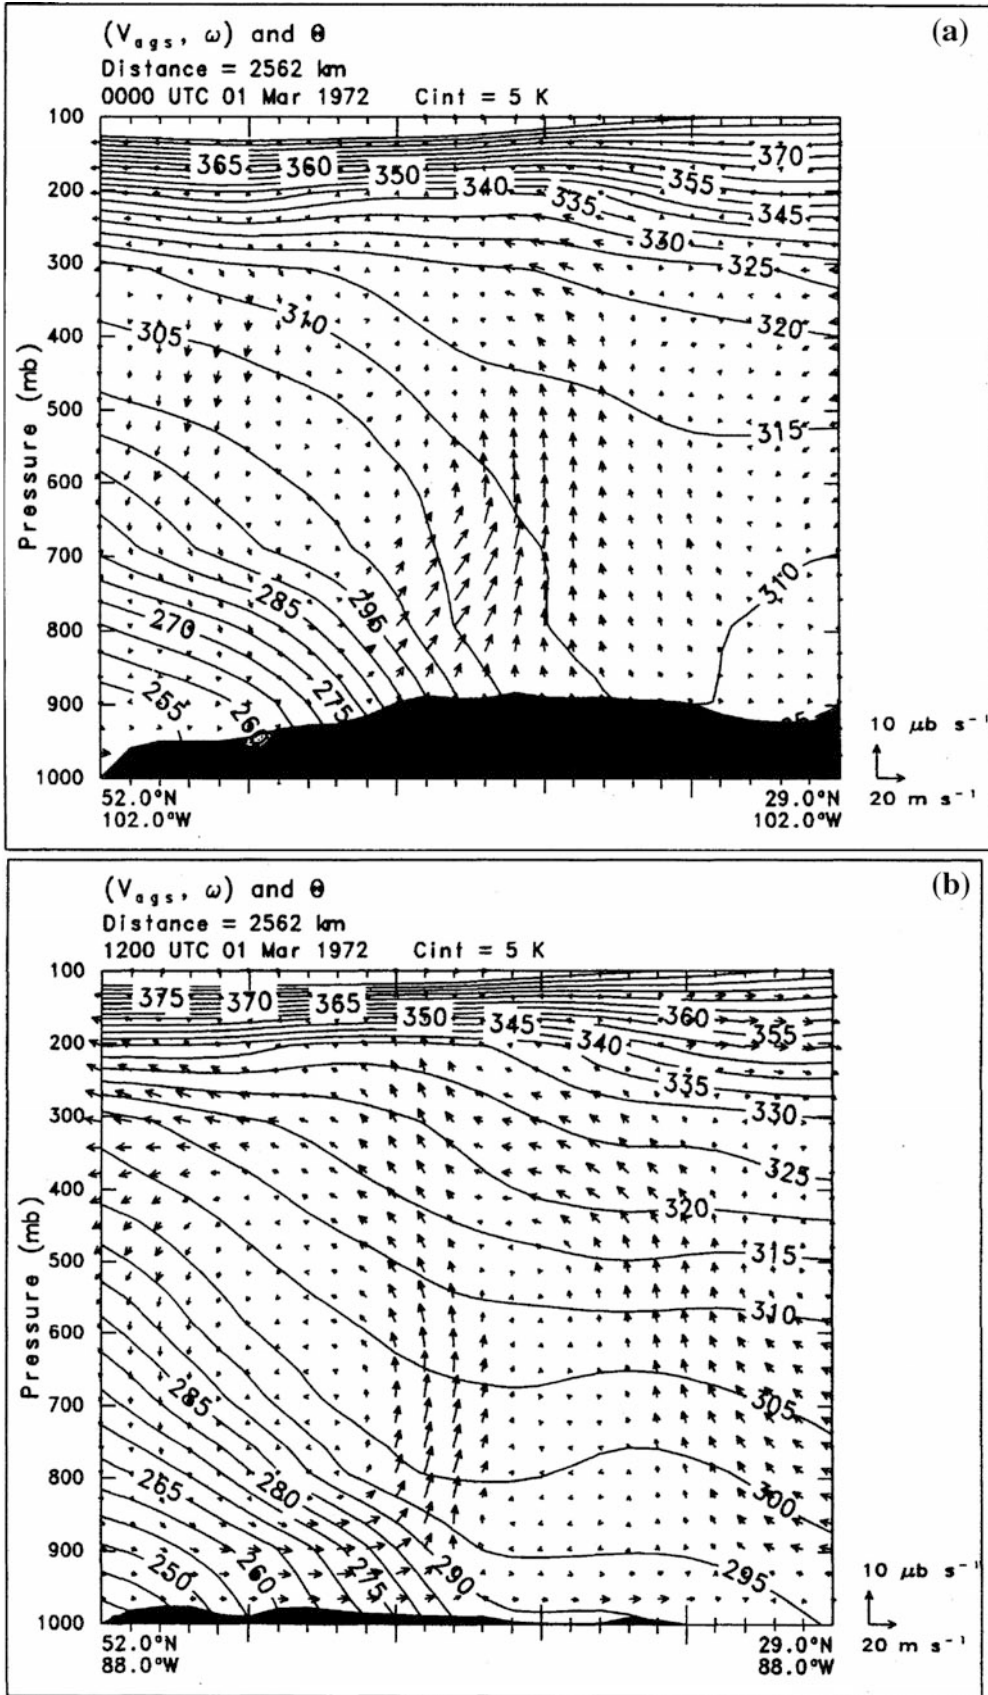 (a)
(Vags, ω) and Θ
Distance = 2562 km
0000 UTC 01 Mar 1972 Cint = 5 K
100
365 360 350 340 335 330 325 320 315 310
370 355 345
200
300
310
305
400
Pressure (mb)
500
600
700
285 295
800
270
275
900
255 260
1000
52.0°N 29.0°N
102.0°W 102.0°W
10 μb s⁻¹
20 m s⁻¹
(b)
(Vags, ω) and Θ
Distance = 2562 km
1200 UTC 01 Mar 1972 Cint = 5 K
100
375 370 365 350 345 340 335 330 325 320 315 310 305 300 295
360 355
200
300
400
Pressure (mb)
500
600
700
285
800
265 280
900
250 260 275 290
1000
52.0°N 29.0°N
88.0°W 88.0°W
10 μb s⁻¹
20 m s⁻¹